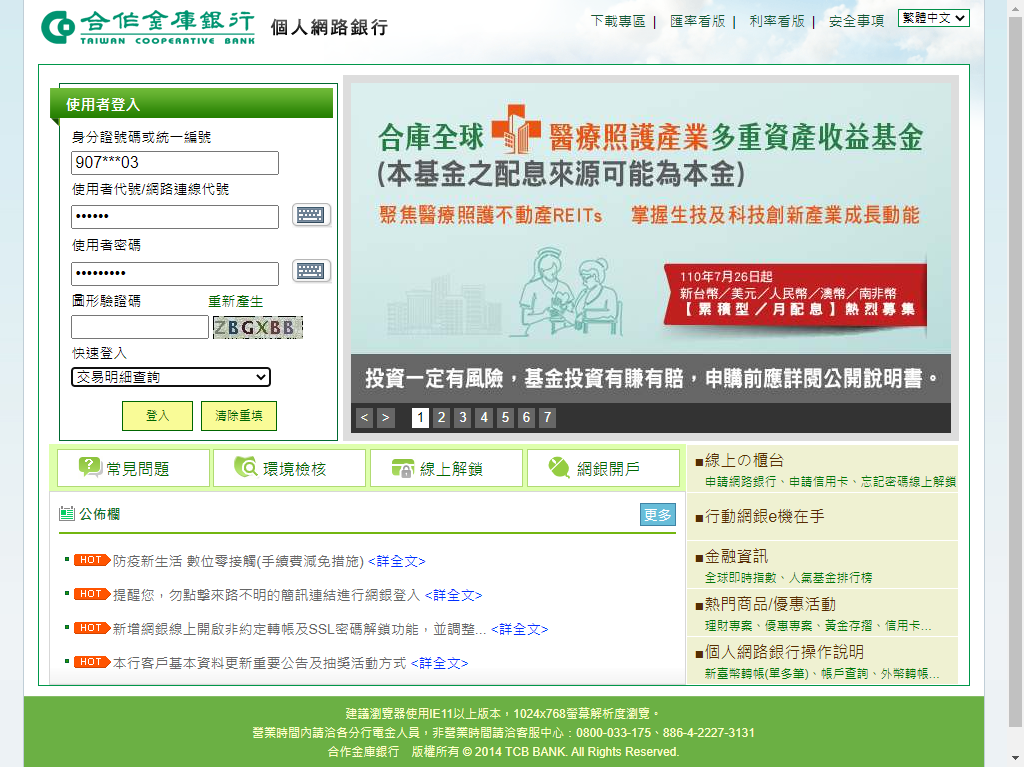 合作金庫銀行
TAIWAN COOPERATIVE BANK
個人網路銀行
下載專區 | 匯率看版 | 利率看版 | 安全事項
繁體中文
使用者登入
身分證號碼或統一編號
907***03
使用者代號/網路連線代號
••••••
使用者密碼
•••••••••
圖形驗證碼 重新產生
ZBGXBB
快速登入
交易明細查詢
登入 清除重填
合庫全球醫療照護產業多重資產收益基金
(本基金之配息來源可能為本金)
聚焦醫療照護不動產REITs 掌握生技及科技創新產業成長動能
110年7月26日起
新台幣／美元／人民幣／澳幣／南非幣
【累積型／月配息】熱烈募集
投資一定有風險，基金投資有賺有賠，申購前應詳閱公開說明書。
< > 1 2 3 4 5 6 7
常見問題 環境檢核 線上解鎖 網銀開戶
公佈欄 更多
HOT 防疫新生活 數位零接觸(手續費減免措施) <詳全文>
HOT 提醒您，勿點擊來路不明的簡訊連結進行網銀登入 <詳全文>
HOT 新增網銀線上開啟非約定轉帳及SSL密碼解鎖功能，並調整... <詳全文>
HOT 本行客戶基本資料更新重要公告及抽獎活動方式 <詳全文>
■線上の櫃台
申請網路銀行、申請信用卡、忘記密碼線上解鎖
■行動網銀e機在手
■金融資訊
全球即時指數、人氣基金排行榜
■熱門商品/優惠活動
理財專案、優惠專案、黃金存摺、信用卡...
■個人網路銀行操作說明
新臺幣轉帳(單多筆)、帳戶查詢、外幣轉帳...
建議瀏覽器使用IE11以上版本，1024x768螢幕解析度瀏覽。
營業時間內請洽各分行電金人員，非營業時間請洽客服中心：0800-033-175、886-4-2227-3131
合作金庫銀行 版權所有 © 2014 TCB BANK. All Rights Reserved.